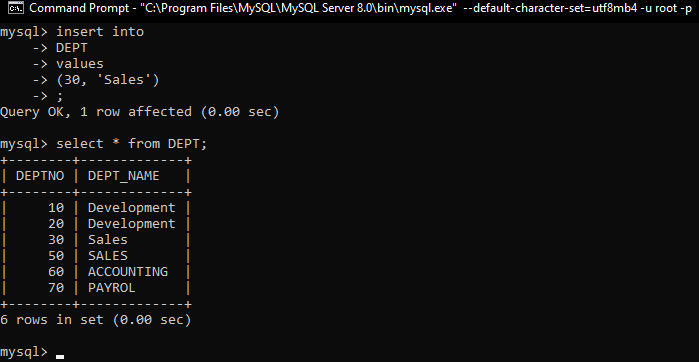 Command Prompt - "C:\Program Files\MySQL\MySQL Server 8.0\bin\mysql.exe"  --default-character-set=utf8mb4 -u root -p
mysql> insert into
    -> DEPT
    -> values
    -> (30, 'Sales')
    -> ;
Query OK, 1 row affected (0.00 sec)

mysql> select * from DEPT;
+--------+-------------+
| DEPTNO | DEPT_NAME   |
+--------+-------------+
|     10 | Development |
|     20 | Development |
|     30 | Sales       |
|     50 | SALES       |
|     60 | ACCOUNTING  |
|     70 | PAYROL      |
+--------+-------------+
6 rows in set (0.00 sec)

mysql>